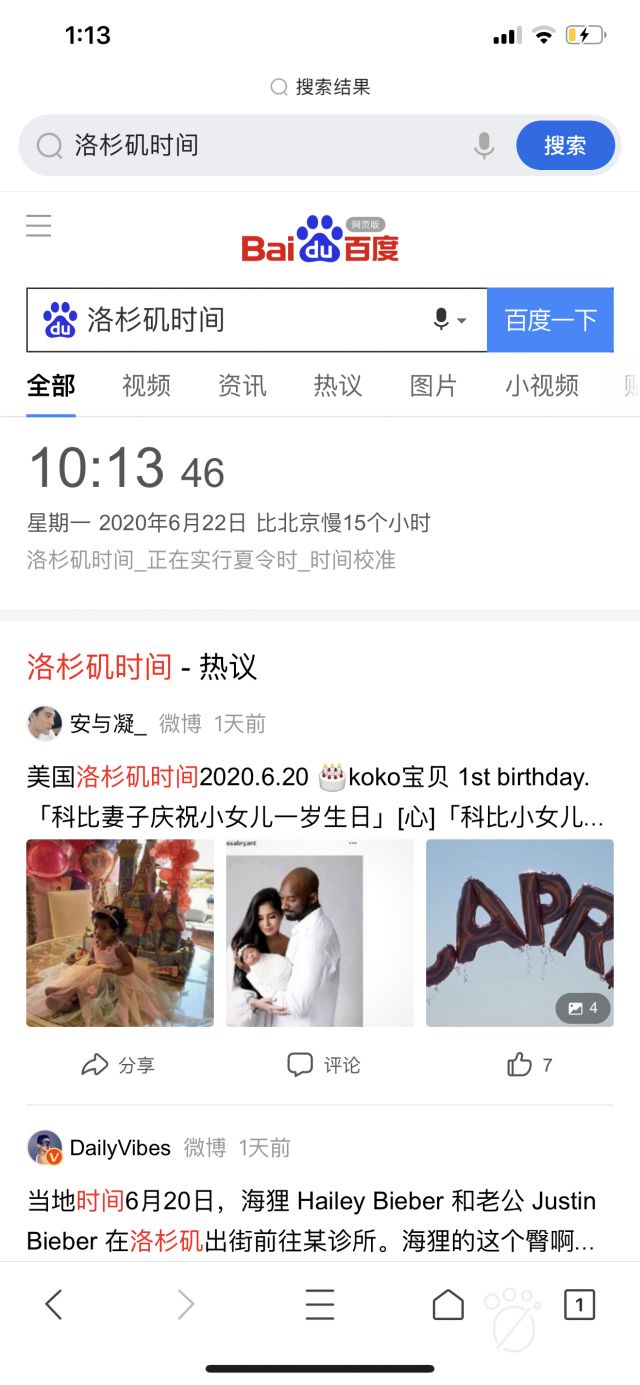 1:13
搜索结果
洛杉矶时间
搜索
网页版
Bai du 百度
du 洛杉矶时间 百度一下
全部 视频 资讯 热议 图片 小视频
10:13 46
星期一 2020年6月22日 比北京慢15个小时
洛杉矶时间_正在实行夏令时_时间校准
洛杉矶时间 - 热议
安与凝_ 微博 1天前
美国洛杉矶时间2020.6.20 🎂koko宝贝 1st birthday.
「科比妻子庆祝小女儿一岁生日」[心]「科比小女儿...
ssabryant
APR
4
分享 评论 7
DailyVibes 微博 1天前
当地时间6月20日，海狸 Hailey Bieber 和老公 Justin
Bieber 在洛杉矶出街前往某诊所。海狸的这个臀啊...
1